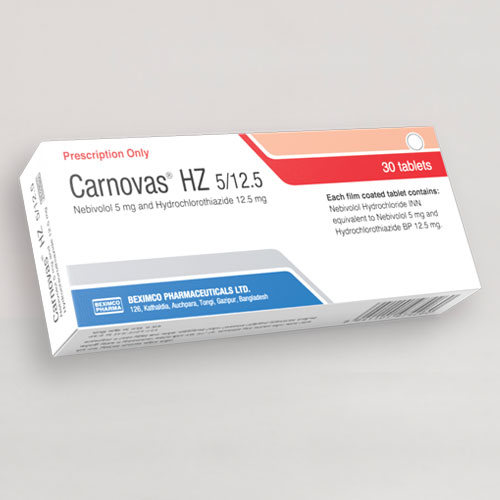 Prescription Only
Carnovas® HZ 5/12.5
Nebivolol 5 mg and Hydrochlorothiazide 12.5 mg
30 tablets
Each film coated tablet contains:
Nebivolol Hydrochloride INN
equivalent to Nebivolol 5 mg and
Hydrochlorothiazide BP 12.5 mg.
BEXIMCO
PHARMA
BEXIMCO PHARMACEUTICALS LTD.
126, Kathaldia, Auchpara, Tongi, Gazipur, Bangladesh
Carnovas® HZ 5/12.5